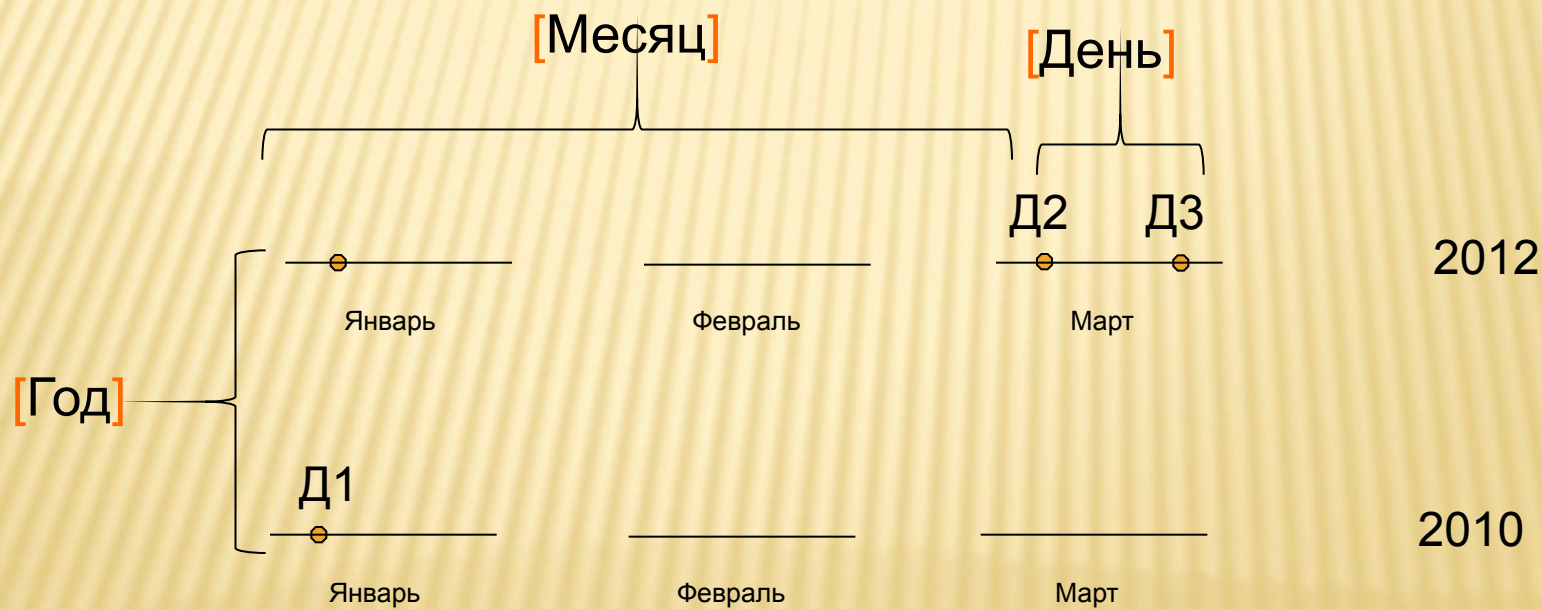 [Месяц]
[День]
Д2 Д3
2012
Январь Февраль Март
[Год]
Д1
2010
Январь Февраль Март